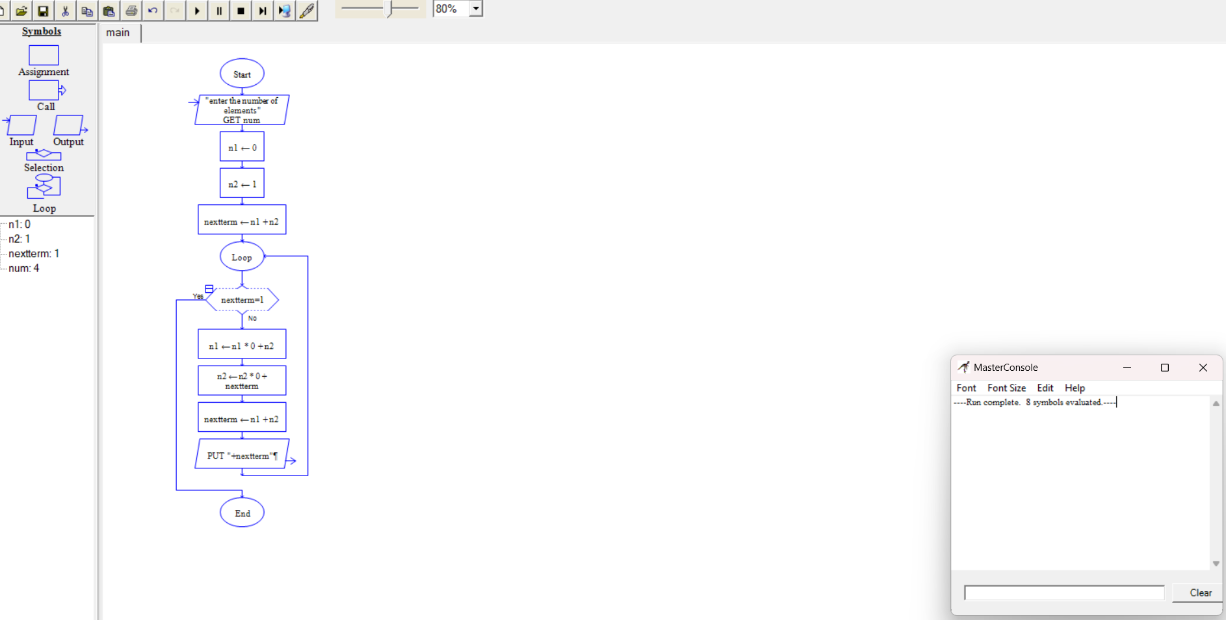 80%
Symbols
main
Assignment
Call
Input Output
Selection
Loop
n1: 0
n2: 1
nextterm: 1
num: 4
Start
"enter the number of
elements"
GET num
n1 ← 0
n2 ← 1
nextterm ← n1 +n2
Loop
Yes
nextterm=1
No
n1 ← n1 * 0 +n2
n2 ← n2 * 0 +
nextterm
nextterm ← n1 +n2
PUT "+nextterm"¶
End
MasterConsole
Font Font Size Edit Help
----Run complete. 8 symbols evaluated.----
Clear